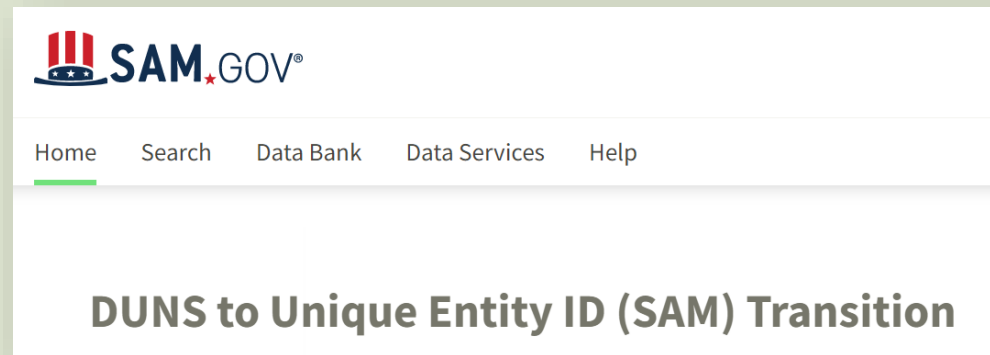 SAM.GOV®
Home Search Data Bank Data Services Help
DUNS to Unique Entity ID (SAM) Transition